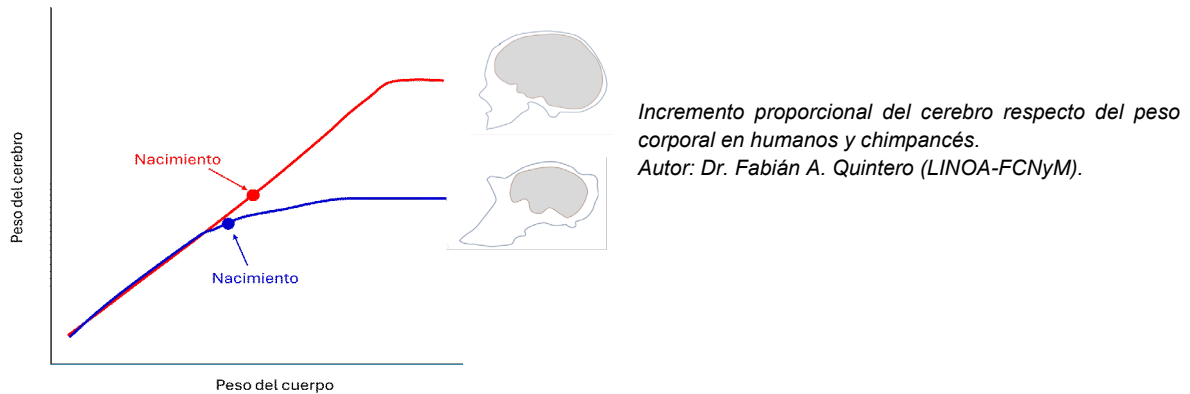 Peso del cerebro
Nacimiento
Nacimiento
Peso del cuerpo
Incremento proporcional del cerebro respecto del peso
corporal en humanos y chimpancés.
Autor: Dr. Fabián A. Quintero (LINOA-FCNyM).